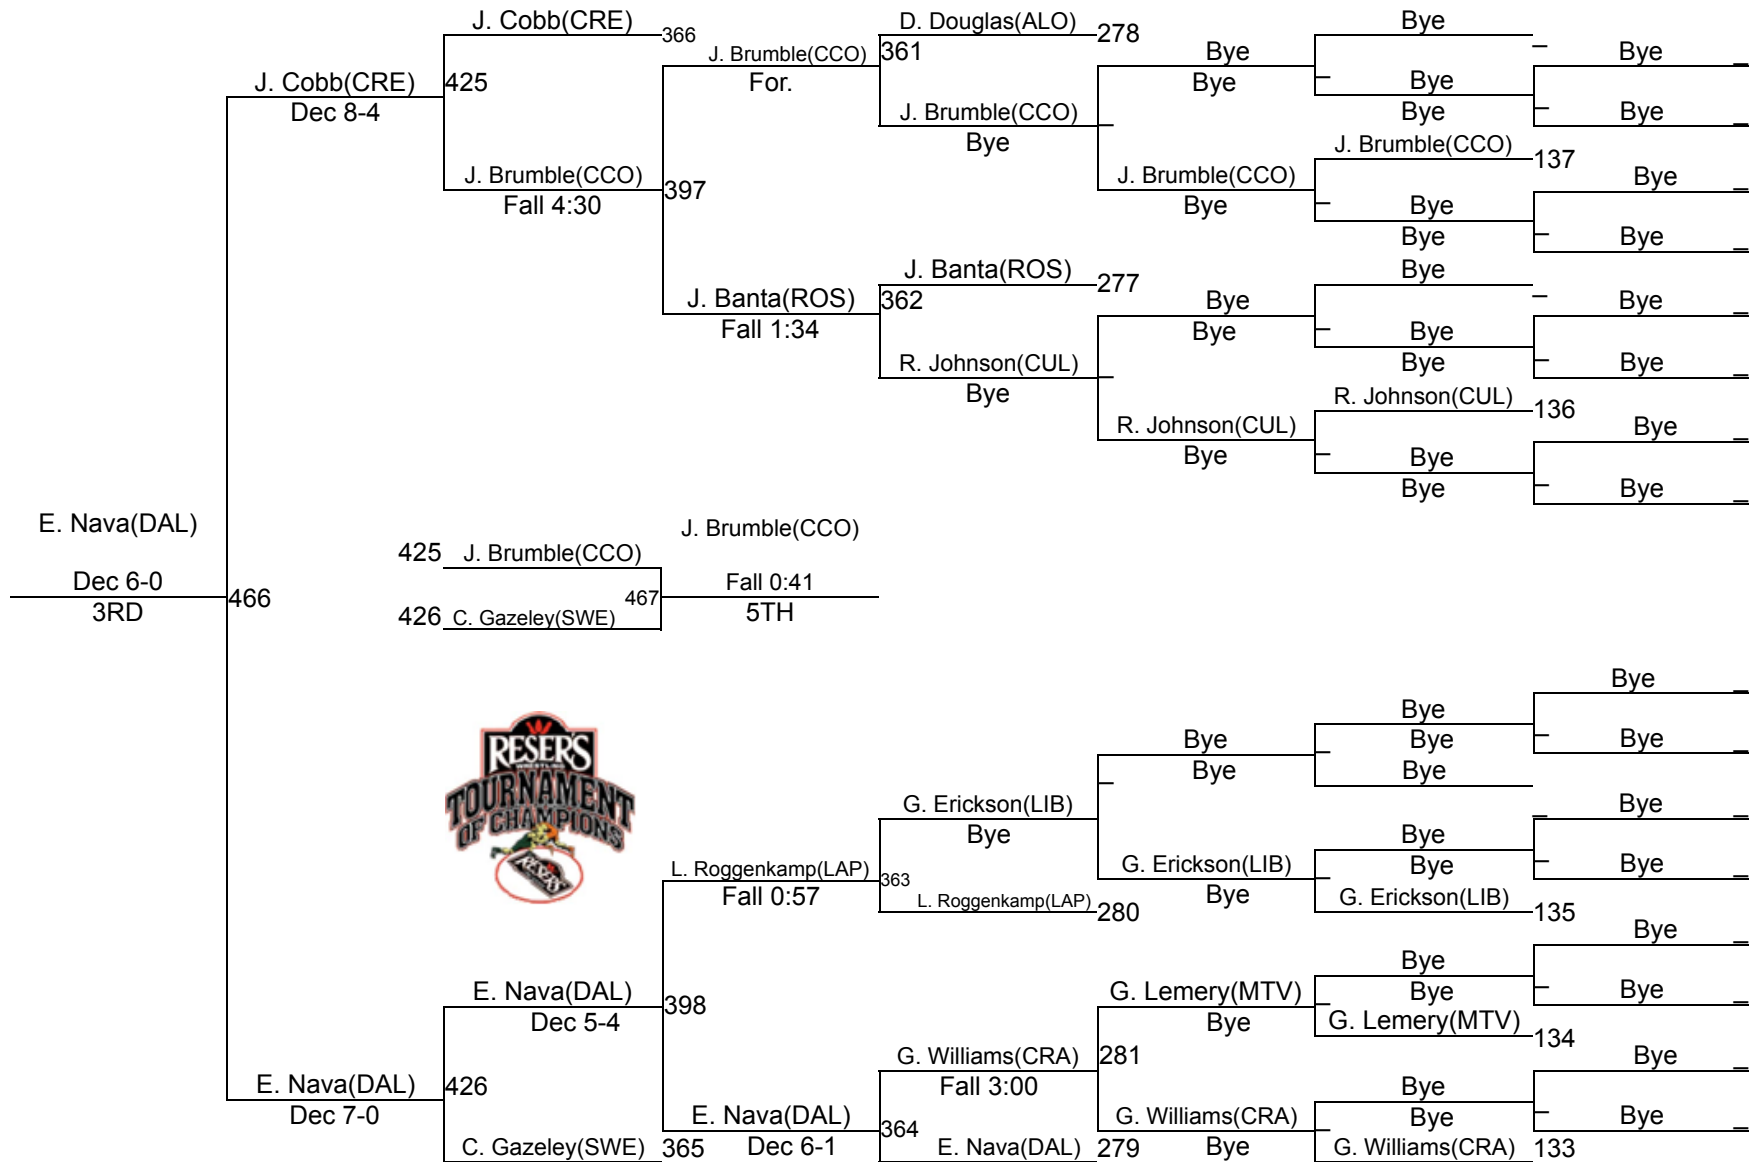 J. Cobb(CRE) 366
D. Douglas(ALO) 278
Bye
J. Brumble(CCO) 361
Bye
Bye
J. Cobb(CRE) 425
For.
Bye
Bye
Dec 8-4
J. Brumble(CCO)
Bye
Bye
Bye
J. Brumble(CCO) 137
J. Brumble(CCO) 397
J. Brumble(CCO)
Bye
Fall 4:30
Bye
Bye
Bye
Bye
J. Banta(ROS) 277
Bye
J. Banta(ROS) 362
Bye
Bye
Fall 1:34
Bye
Bye
R. Johnson(CUL)
Bye
Bye
Bye
R. Johnson(CUL) 136
R. Johnson(CUL)
Bye
Bye
Bye
Bye
Bye
E. Nava(DAL)
J. Brumble(CCO)
425 J. Brumble(CCO)
Dec 6-0
Fall 0:41
466
467
3RD
426 C. Gazeley(SWE)
5TH
Bye
Bye
RESER'S
WRESTLING
TOURNAMENT
OF CHAMPIONS
RESER'S
Bye
Bye
Bye
Bye
Bye
G. Erickson(LIB)
Bye
Bye
Bye
L. Roggenkamp(LAP) 363
G. Erickson(LIB)
Bye
Bye
Fall 0:57
L. Roggenkamp(LAP) 280
Bye
G. Erickson(LIB) 135
Bye
Bye
E. Nava(DAL) 398
G. Lemery(MTV)
Bye
Bye
Dec 5-4
Bye
G. Lemery(MTV) 134
G. Williams(CRA) 281
Bye
E. Nava(DAL) 426
Fall 3:00
Bye
Dec 7-0
E. Nava(DAL) 364
G. Williams(CRA)
Bye
Bye
C. Gazeley(SWE) 365
Dec 6-1
E. Nava(DAL) 279
Bye
G. Williams(CRA) 133